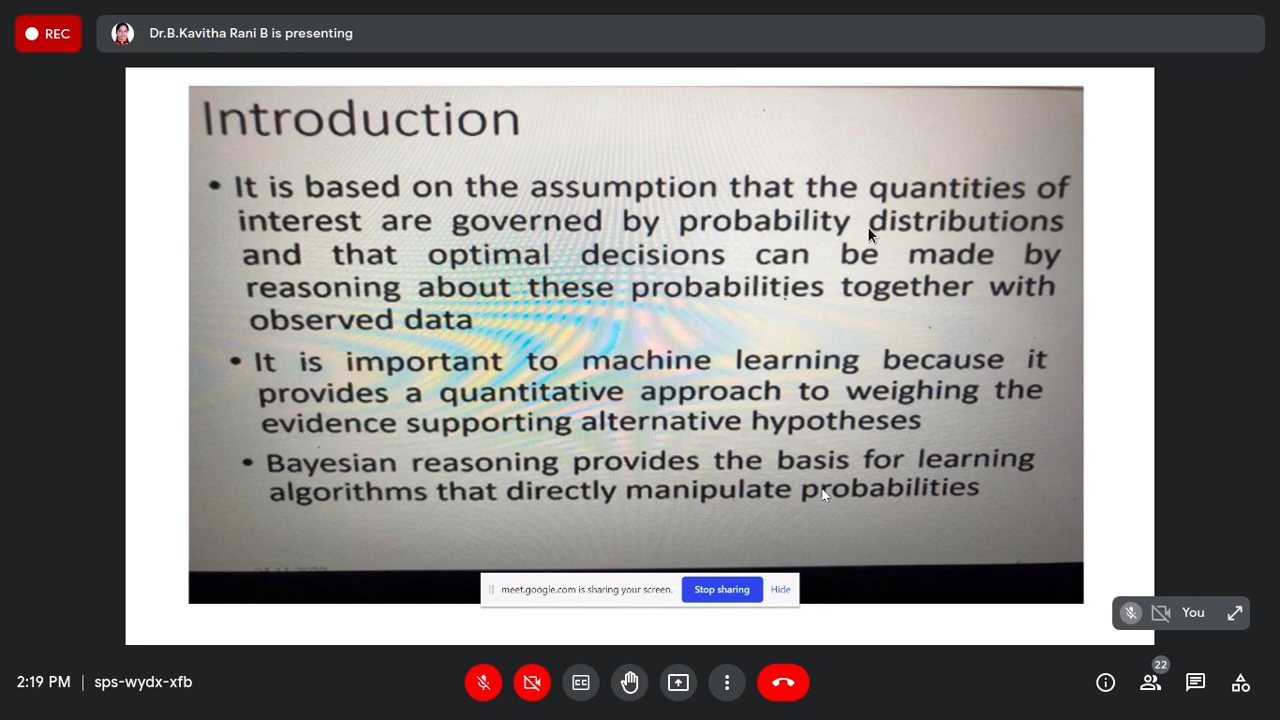 REC
Dr.B.Kavitha Rani B is presenting
Introduction
• It is based on the assumption that the quantities of
interest are governed by probability distributions
and that optimal decisions can be made by
reasoning about these probabilities together with
observed data
• It is important to machine learning because it
provides a quantitative approach to weighing the
evidence supporting alternative hypotheses
• Bayesian reasoning provides the basis for learning
algorithms that directly manipulate probabilities
meet.google.com is sharing your screen. Stop sharing Hide
You
2:19 PM | sps-wydx-xfb
CC
22